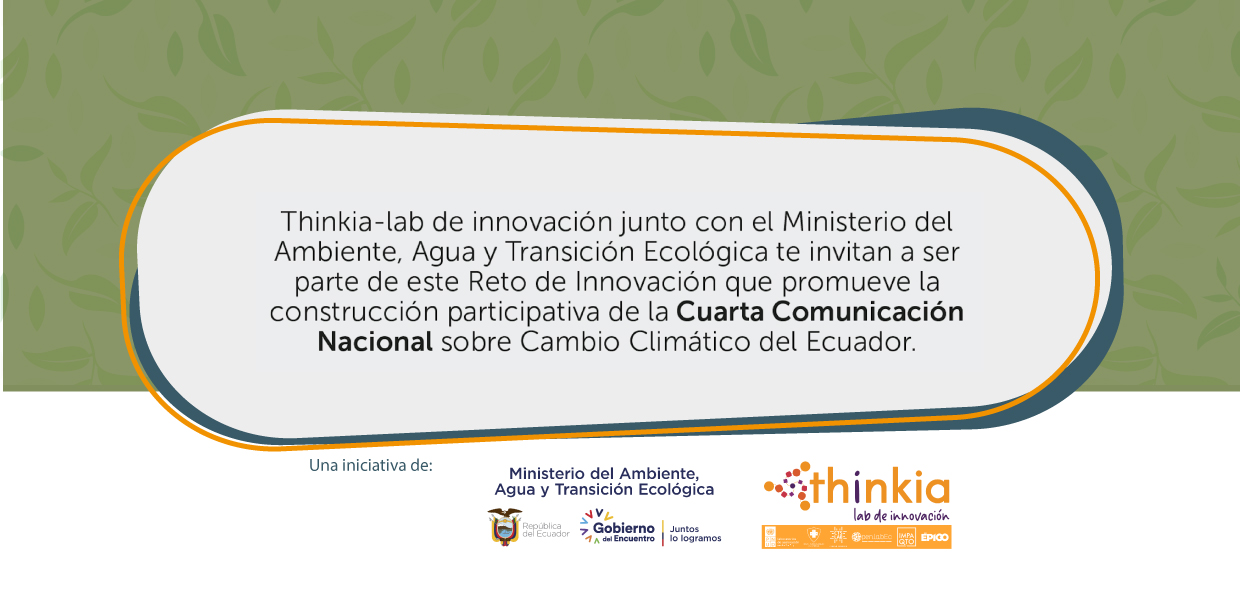 Thinkia-lab de innovación junto con el Ministerio del
Ambiente, Agua y Transición Ecológica te invitan a ser
parte de este Reto de Innovación que promueve la
construcción participativa de la Cuarta Comunicación
Nacional sobre Cambio Climático del Ecuador.
Una iniciativa de:
Ministerio del Ambiente,
Agua y Transición Ecológica
República
del Ecuador
Gobierno
del Encuentro
Juntos
lo logramos
thinkia
lab de innovación
IMPA
QTO
ÉPICO